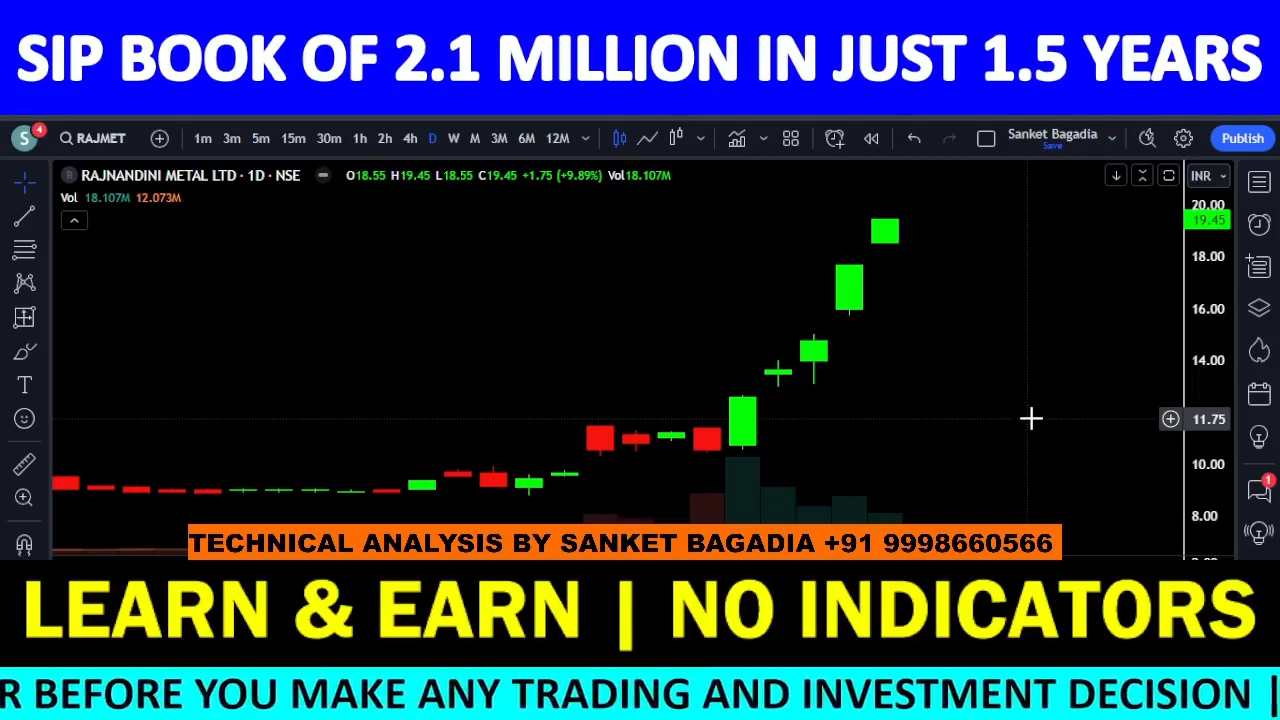 SIP BOOK OF 2.1 MILLION IN JUST 1.5 YEARS
S 4 RAJMET 1m 3m 5m 15m 30m 1h 2h 4h D W M 3M 6M 12M Sanket Bagadia Save Publish
R RAJNANDINI METAL LTD · 1D · NSE O18.55 H19.45 L18.55 C19.45 +1.75 (+9.89%) Vol18.107M INR
Vol 18.107M 12.073M
20.00
19.45
18.00
16.00
14.00
11.75
10.00
8.00
1
T
TECHNICAL ANALYSIS BY SANKET BAGADIA +91 9998660566
LEARN & EARN | NO INDICATORS
R BEFORE YOU MAKE ANY TRADING AND INVESTMENT DECISION |